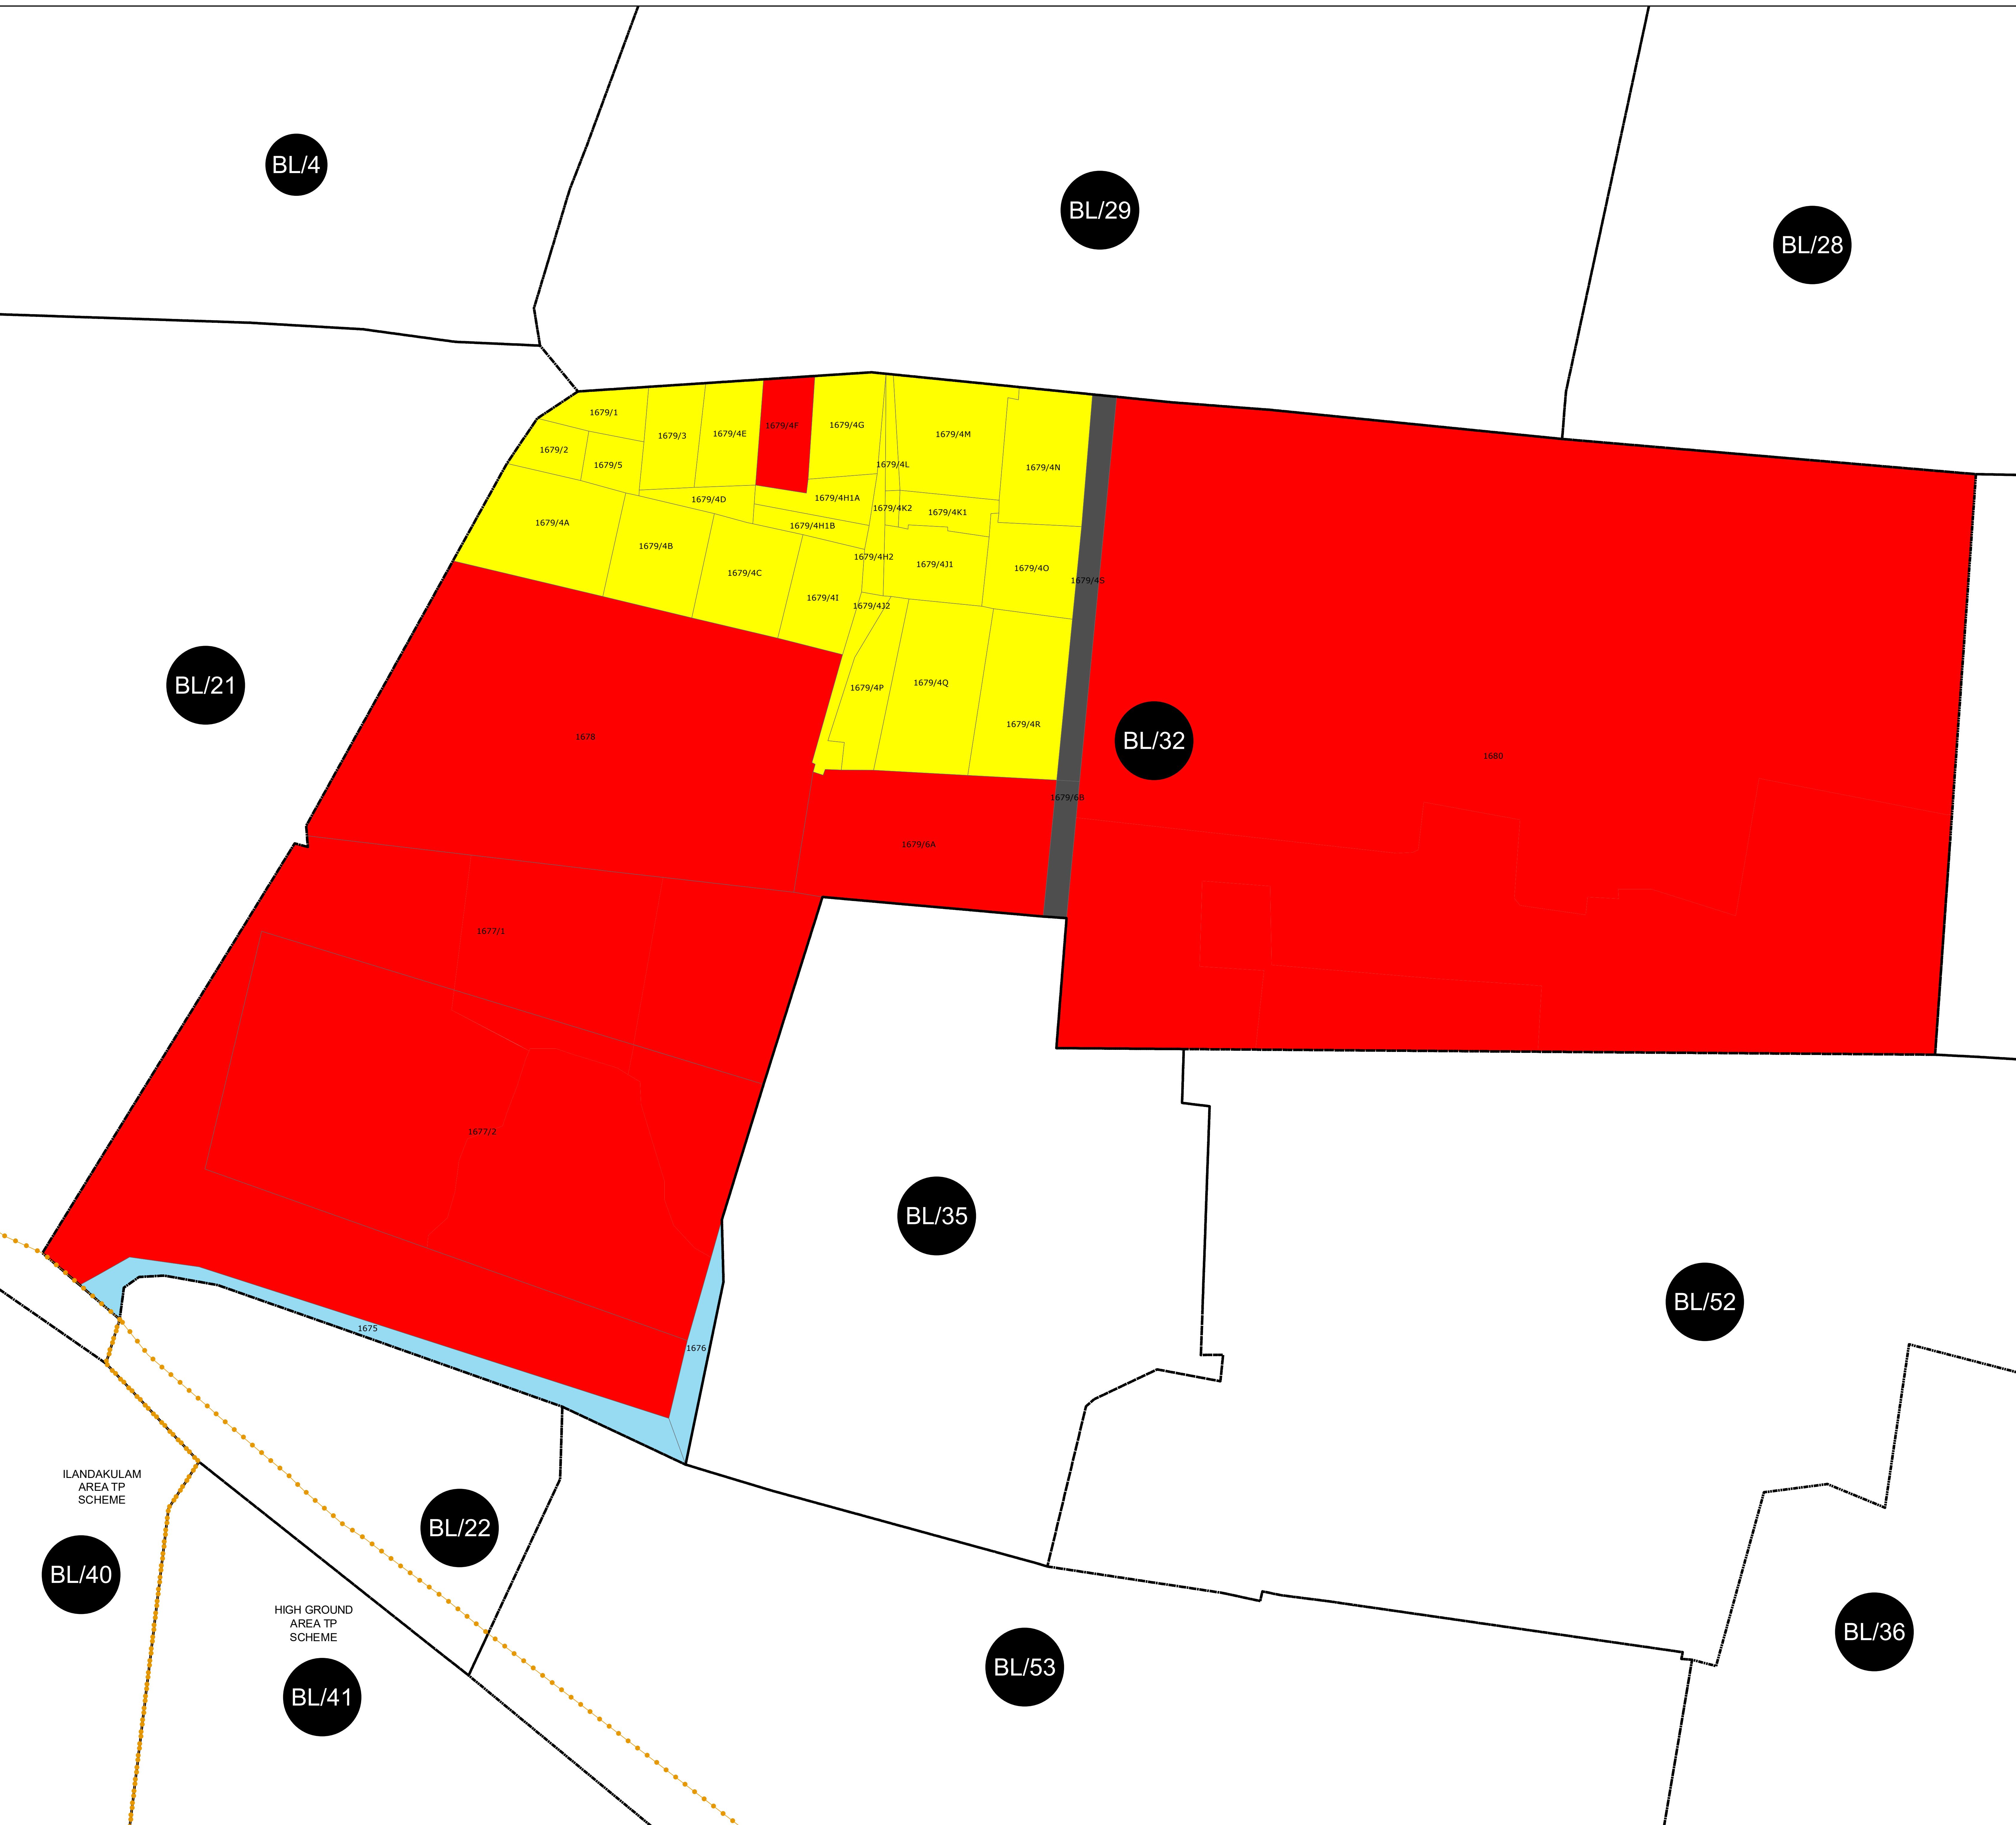 BL/4
BL/29
BL/28
1679/1
1679/3
1679/4E
1679/4F
1679/4G
1679/4M
1679/2
1679/5
1679/4L
1679/4N
1679/4D
1679/4H1A
1679/4K2
1679/4K1
1679/4A
1679/4H1B
1679/4B
1679/4H2
1679/4J1
1679/4O
1679/4C
1679/4S
1679/4I
1679/4J2
BL/21
1679/4P
1679/4Q
1679/4R
1678
BL/32
1680
1679/6B
1679/6A
1677/1
1677/2
BL/35
BL/52
1675
1676
ILANDAKULAM
AREA TP
SCHEME
BL/22
BL/40
HIGH GROUND
AREA TP
SCHEME
BL/36
BL/53
BL/41